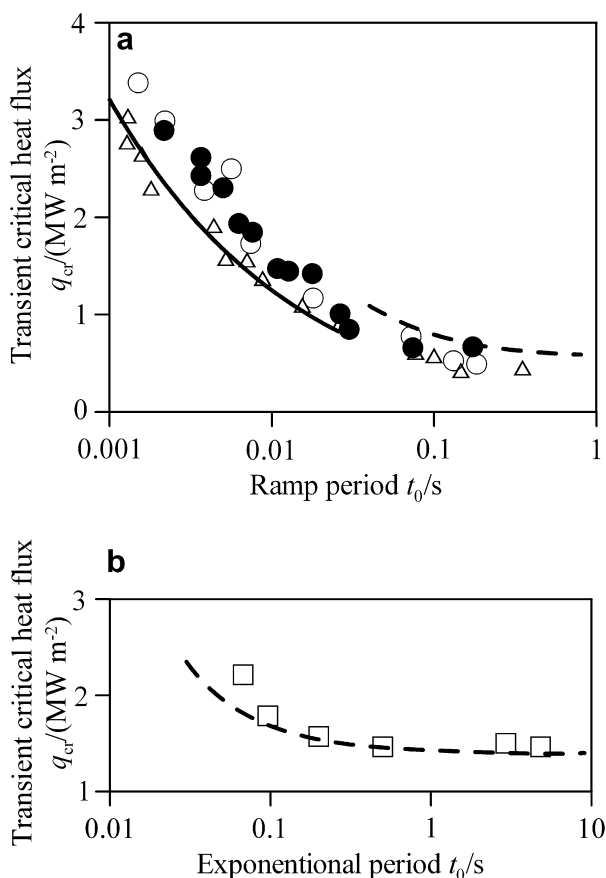 a
4
3
2
1
0
0.001 0.01 0.1 1
Ramp period t₀/s
Transient critical heat flux
q_cr/(MW m⁻²)
b
3
2
1
0.01 0.1 1 10
Exponentional period t₀/s
Transient critical heat flux
q_cr/(MW m⁻²)